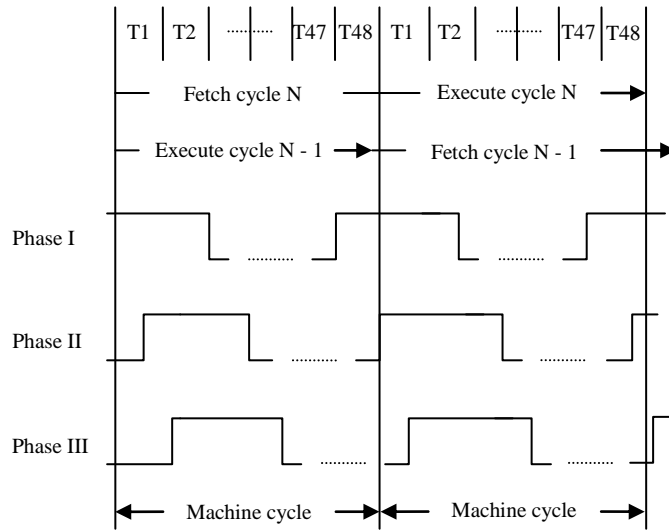 T1 T2 ............ T47 T48 T1 T2 ............ T47 T48
Fetch cycle N Execute cycle N
Execute cycle N - 1 Fetch cycle N - 1
Phase I
Phase II
Phase III
Machine cycle Machine cycle